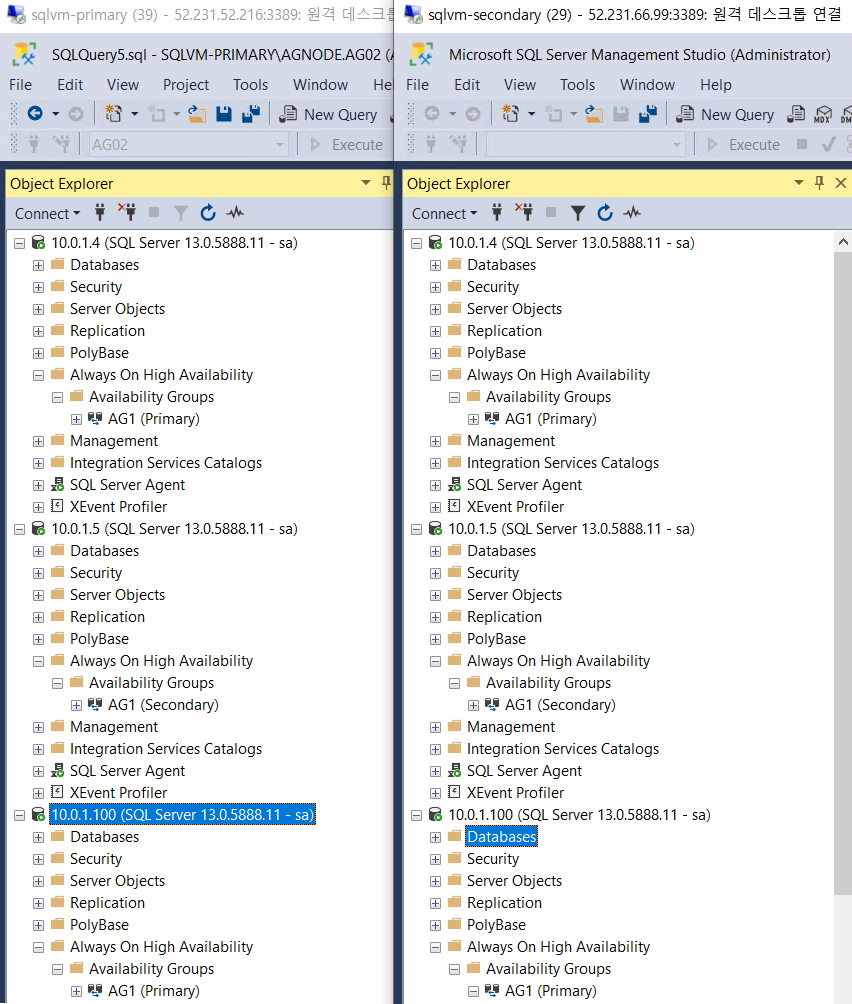 sqlvm-primary (39) - 52.231.52.216:3389: 원격 데스크톱
SQLQuery5.sql - SQLVM-PRIMARY\AGNODE.AG02 (
File Edit View Project Tools Window He
New Query
AG02 Execute
Object Explorer
Connect
10.0.1.4 (SQL Server 13.0.5888.11 - sa)
Databases
Security
Server Objects
Replication
PolyBase
Always On High Availability
Availability Groups
AG1 (Primary)
Management
Integration Services Catalogs
SQL Server Agent
XEvent Profiler
10.0.1.5 (SQL Server 13.0.5888.11 - sa)
Databases
Security
Server Objects
Replication
PolyBase
Always On High Availability
Availability Groups
AG1 (Secondary)
Management
Integration Services Catalogs
SQL Server Agent
XEvent Profiler
10.0.1.100 (SQL Server 13.0.5888.11 - sa)
Databases
Security
Server Objects
Replication
PolyBase
Always On High Availability
Availability Groups
AG1 (Primary)
sqlvm-secondary (29) - 52.231.66.99:3389: 원격 데스크톱 연결
Microsoft SQL Server Management Studio (Administrator)
File Edit View Tools Window Help
New Query MDX
Execute
Object Explorer
Connect
10.0.1.4 (SQL Server 13.0.5888.11 - sa)
Databases
Security
Server Objects
Replication
PolyBase
Always On High Availability
Availability Groups
AG1 (Primary)
Management
Integration Services Catalogs
SQL Server Agent
XEvent Profiler
10.0.1.5 (SQL Server 13.0.5888.11 - sa)
Databases
Security
Server Objects
Replication
PolyBase
Always On High Availability
Availability Groups
AG1 (Secondary)
Management
Integration Services Catalogs
SQL Server Agent
XEvent Profiler
10.0.1.100 (SQL Server 13.0.5888.11 - sa)
Databases
Security
Server Objects
Replication
PolyBase
Always On High Availability
Availability Groups
AG1 (Primary)